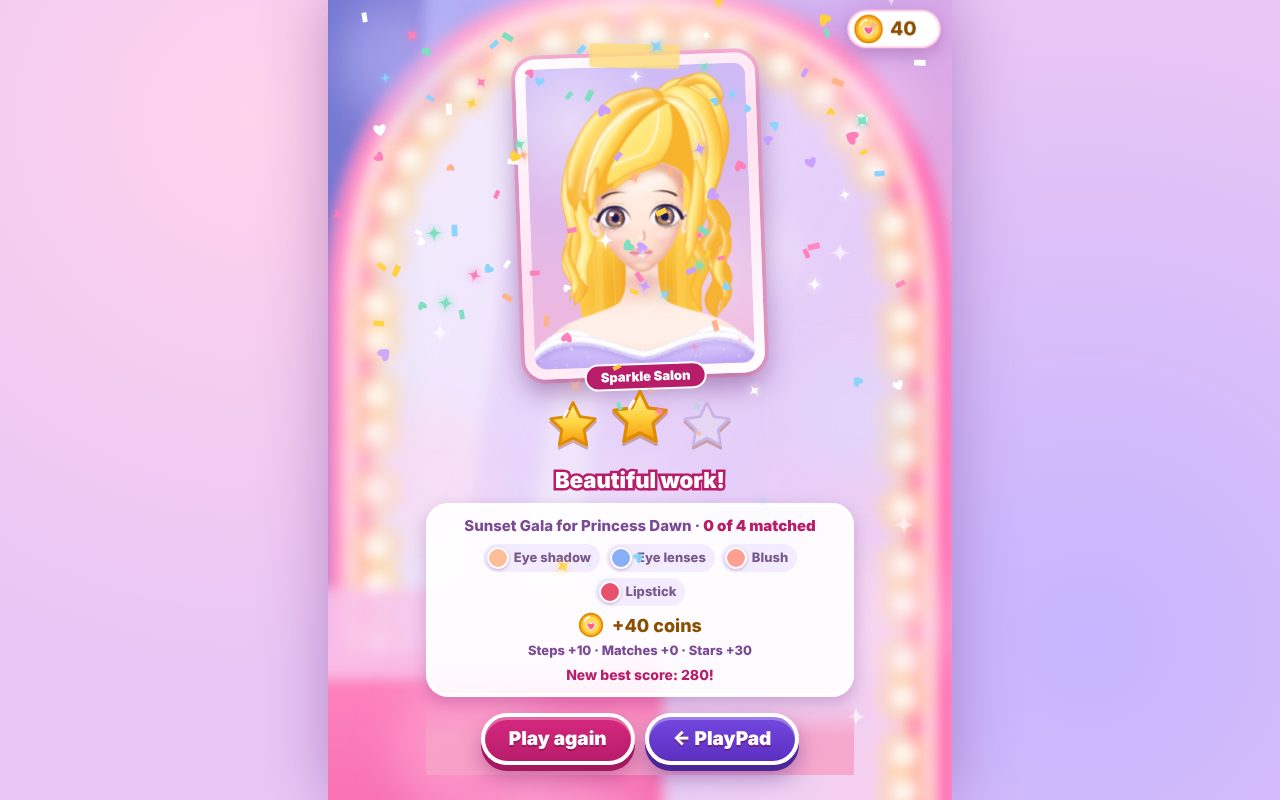 40
Sparkle Salon
Beautiful work!
Sunset Gala for Princess Dawn · 0 of 4 matched
Eye shadow Eye lenses Blush
Lipstick
+40 coins
Steps +10 · Matches +0 · Stars +30
New best score: 280!
Play again ← PlayPad